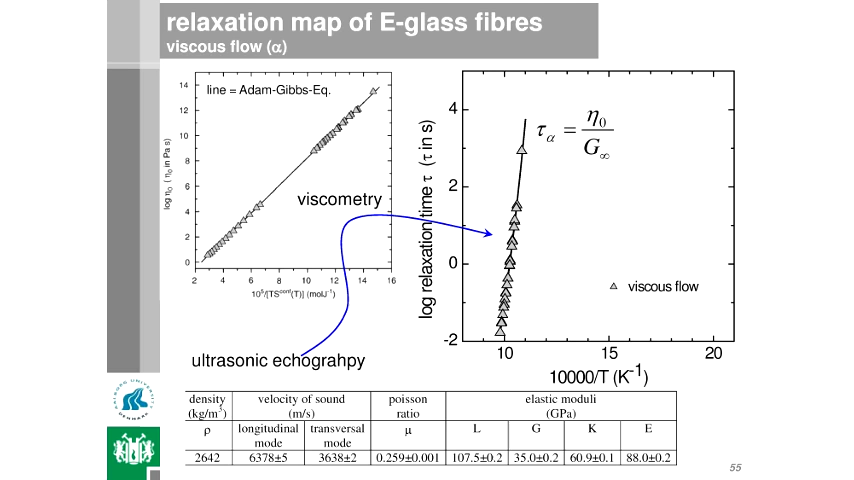 relaxation map of E-glass fibres
viscous flow (α)
line = Adam-Gibbs-Eq.
14
12
10
8
6
4
2
0
log η₀ ( η₀ in Pa s)
viscometry
2 4 6 8 10 12 14 16
10⁵/[TSᶜᵒⁿᶠ(T)] (molJ⁻¹)
ultrasonic echograhpy
τα = η₀ / G∞
4
2
0
-2
log relaxation time τ (τ in s)
viscous flow
10 15 20
10000/T (K⁻¹)
density (kg/m³) velocity of sound (m/s) poisson ratio elastic moduli (GPa)
ρ longitudinal mode transversal mode μ L G K E
2642 6378±5 3638±2 0.259±0.001 107.5±0.2 35.0±0.2 60.9±0.1 88.0±0.2
AALBORG UNIVERSITY
DENMARK
55